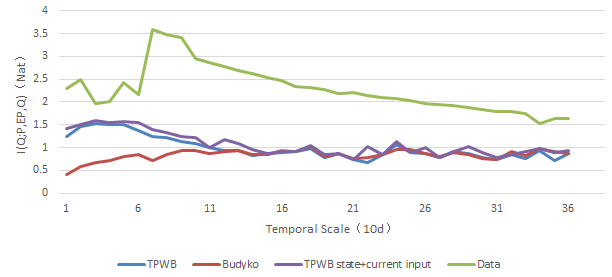 I(Q;P,EP,Q)（Nat）
4
3.5
3
2.5
2
1.5
1
0.5
0
1 6 11 16 21 26 31 36
Temporal Scale（10d）
TPWB Budyko TPWB state+current input Data